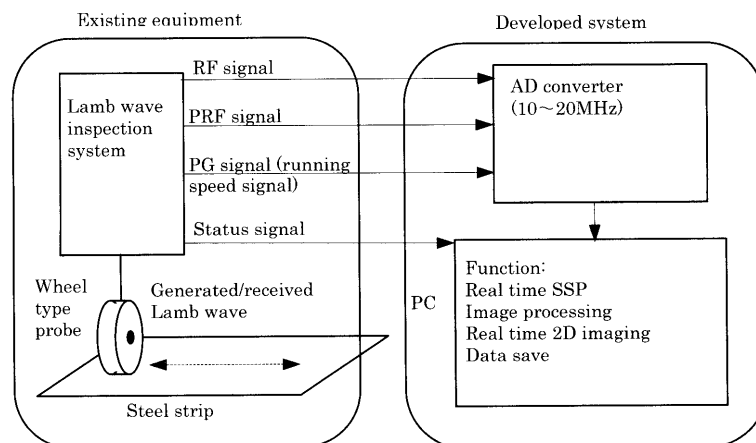 Existing equipment
Developed system
Lamb wave
inspection
system
RF signal
PRF signal
PG signal (running
speed signal)
Status signal
AD converter
(10～20MHz)
Wheel
type
probe
Generated/received
Lamb wave
Steel strip
PC
Function:
Real time SSP
Image processing
Real time 2D imaging
Data save